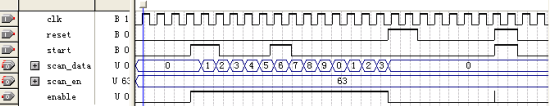 clk B 1
reset B 0
start B 0
scan_data U 0 0 1 2 3 4 5 6 7 8 9 0 1 2 3 0
scan_en U 63 63
enable U 0